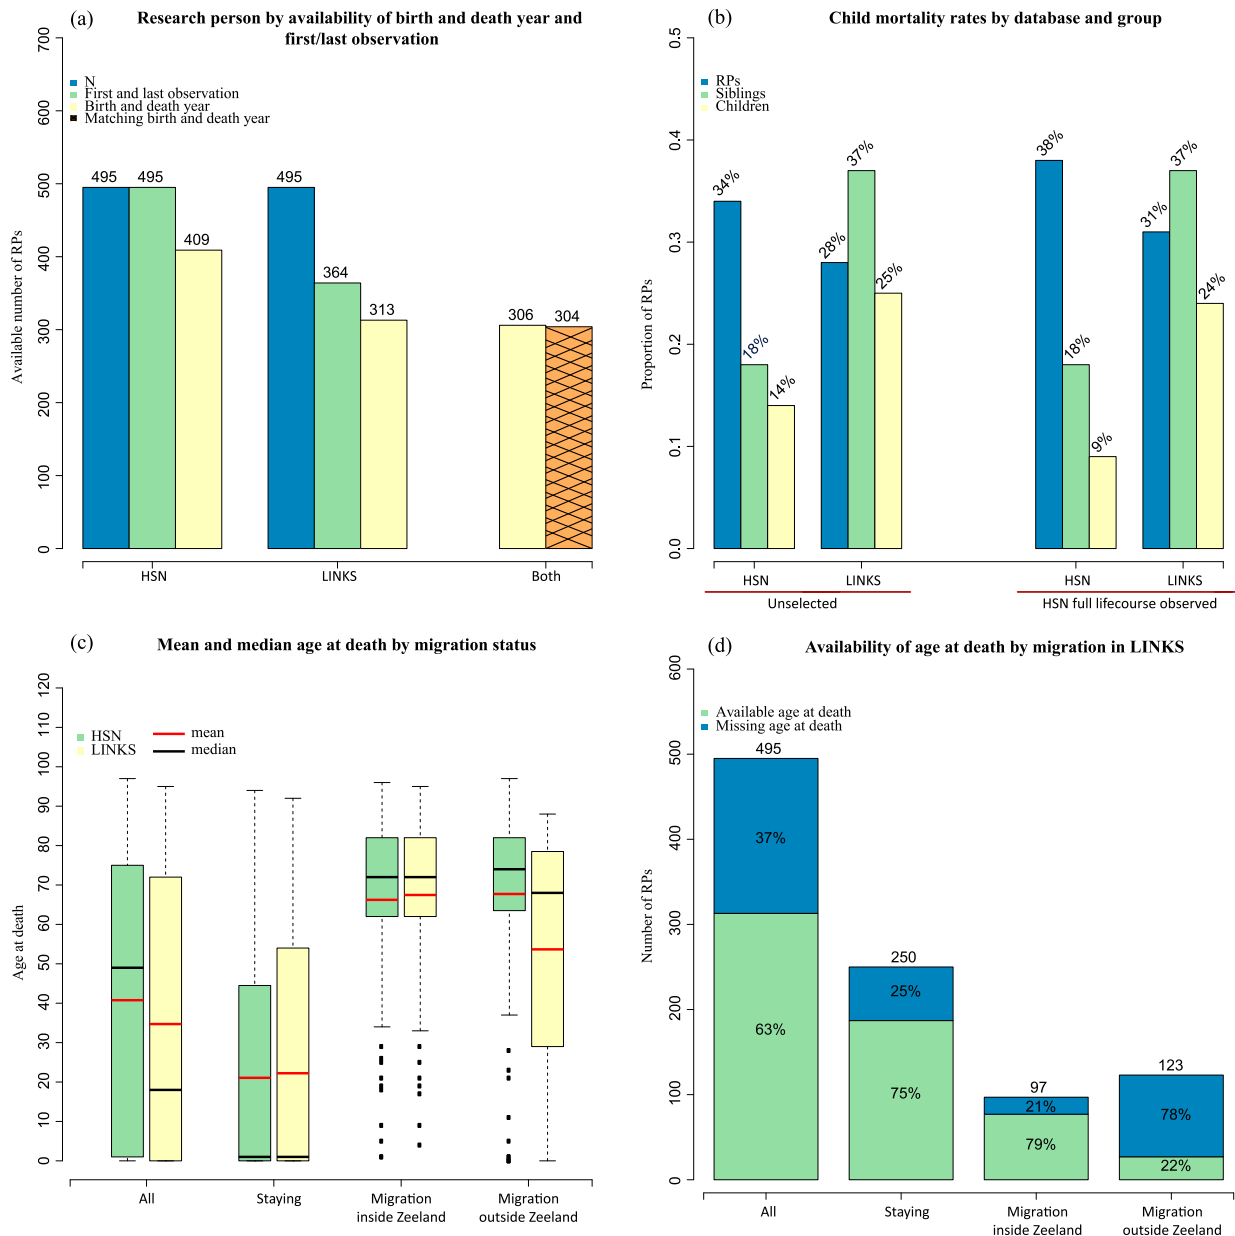 (a)
Research person by availability of birth and death year and
first/last observation
700
600
500
400
300
200
100
0
Available number of RPs
N
First and last observation
Birth and death year
Matching birth and death year
495
495
409
495
364
313
306
304
HSN
LINKS
Both
(b)
Child mortality rates by database and group
0.5
0.4
0.3
0.2
0.1
0.0
Proportion of RPs
RPs
Siblings
Children
34%
18%
14%
28%
37%
25%
38%
18%
9%
31%
37%
24%
HSN
LINKS
HSN
LINKS
Unselected
HSN full lifecourse observed
(c)
Mean and median age at death by migration status
120
110
100
90
80
70
60
50
40
30
20
10
0
Age at death
HSN
LINKS
mean
median
All
Staying
Migration
inside Zeeland
Migration
outside Zeeland
(d)
Availability of age at death by migration in LINKS
600
500
400
300
200
100
0
Number of RPs
Available age at death
Missing age at death
495
37%
63%
250
25%
75%
97
21%
79%
123
78%
22%
All
Staying
Migration
inside Zeeland
Migration
outside Zeeland